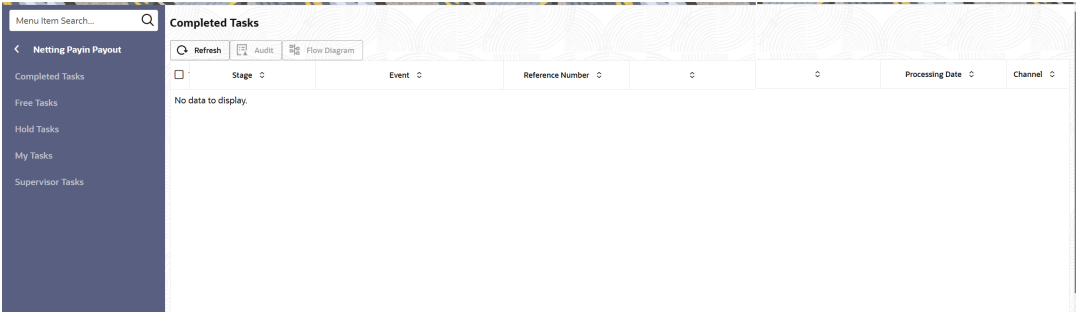 Menu Item Search...
Completed Tasks
Netting Payin Payout
Refresh Audit Flow Diagram
Completed Tasks
Stage Event Reference Number Processing Date Channel
Free Tasks
No data to display.
Hold Tasks
My Tasks
Supervisor Tasks